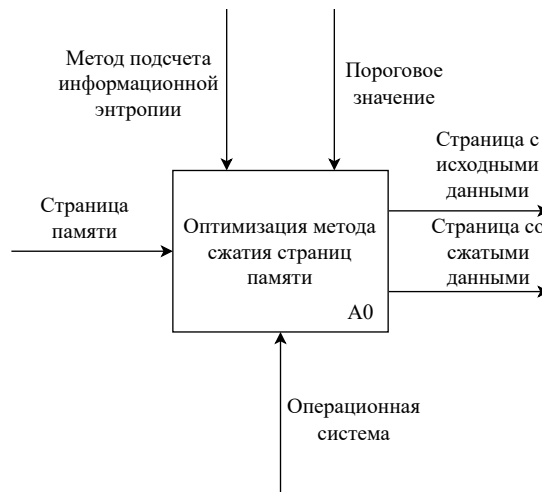 Метод подсчета
информационной
энтропии
Пороговое
значение
Страница с
исходными
данными
Страница
памяти
Оптимизация метода
сжатия страниц
памяти
A0
Страница со
сжатыми
данными
Операционная
система